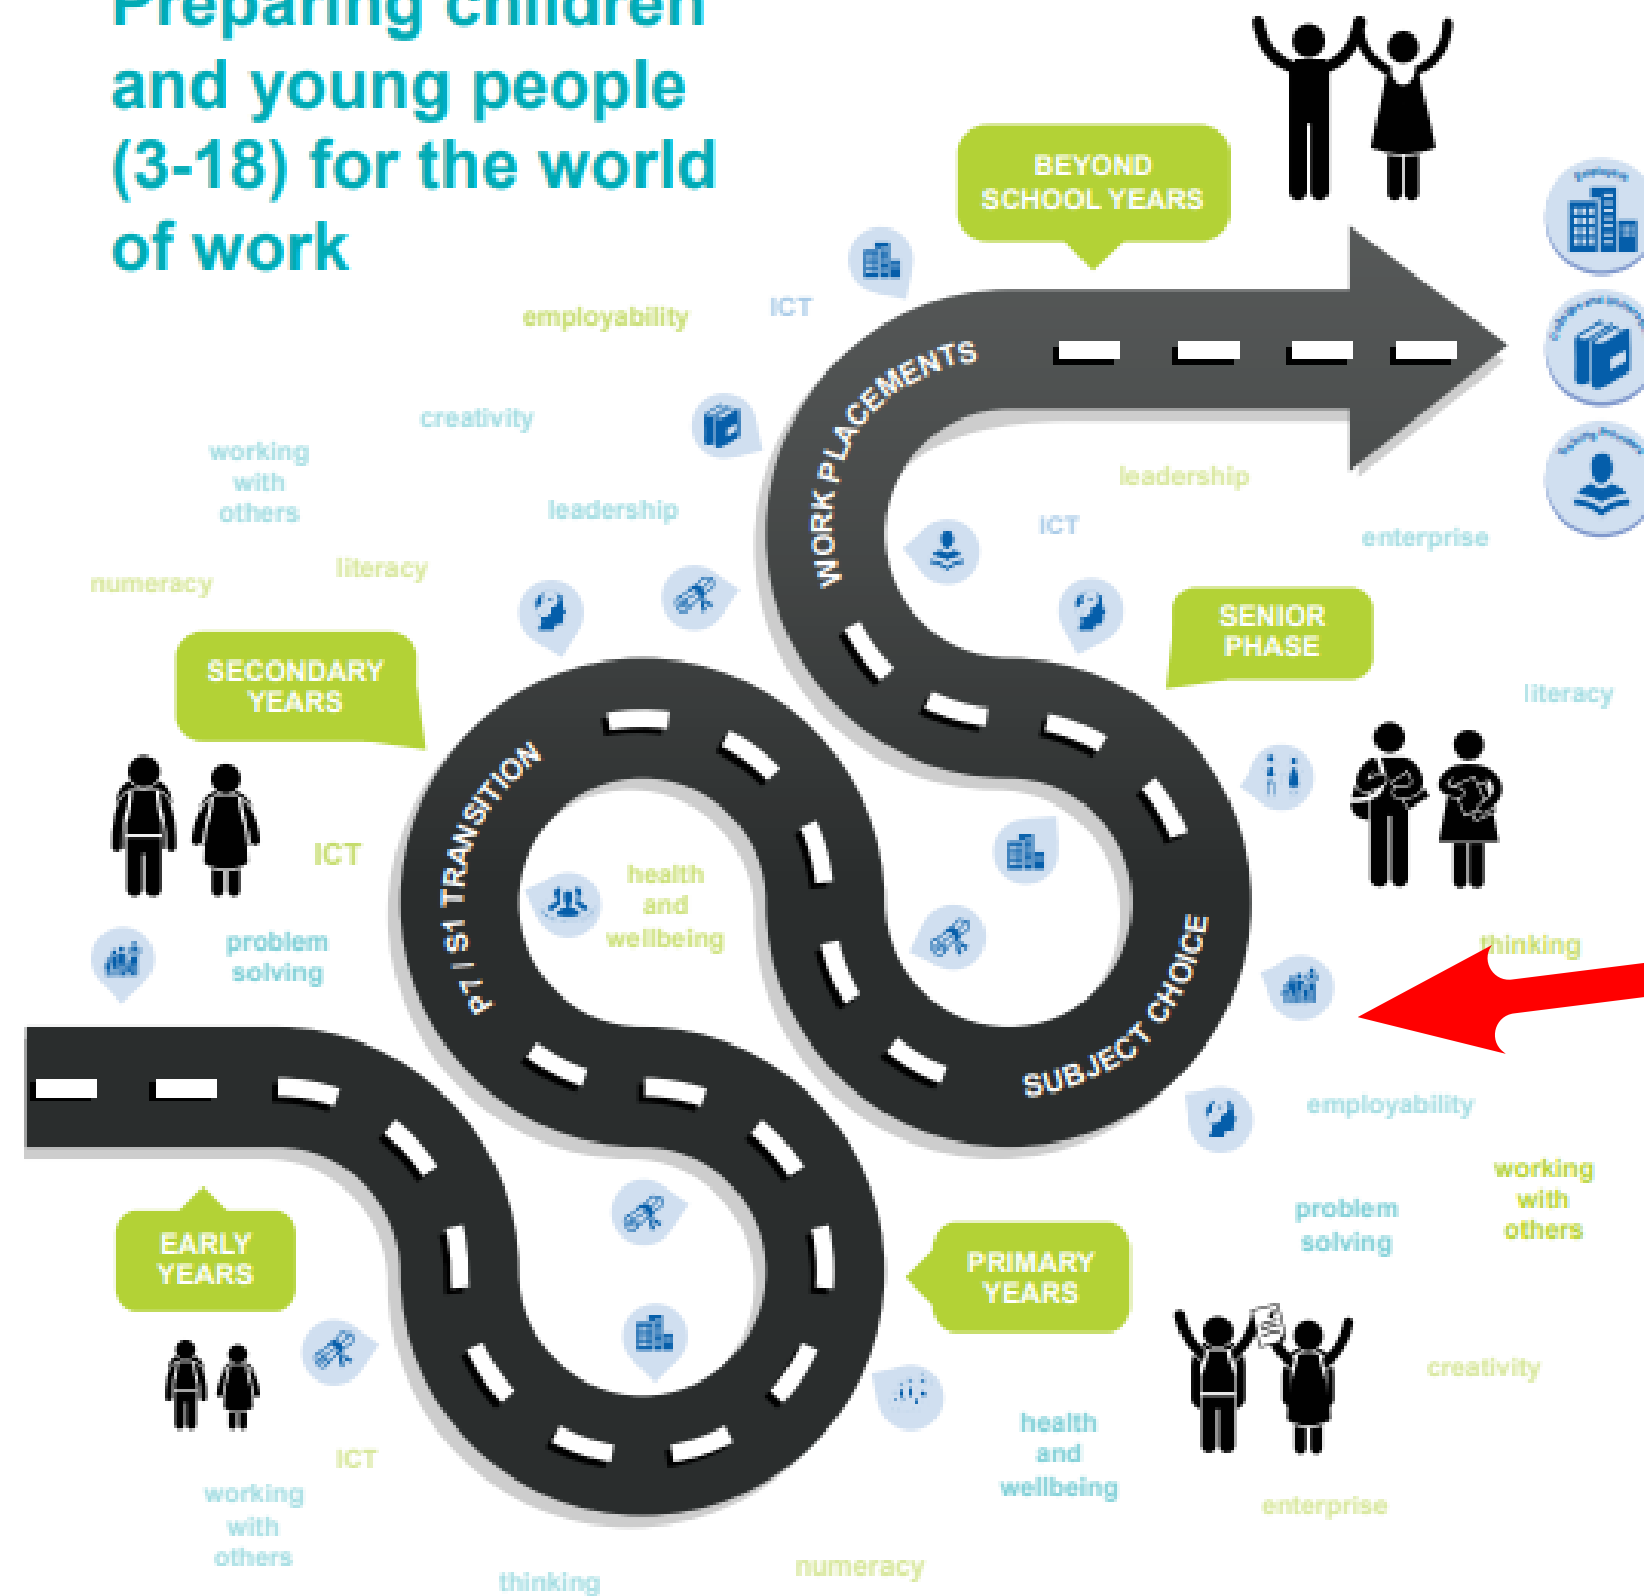 Preparing children
and young people
(3-18) for the world
of work
BEYOND
SCHOOL YEARS
employability
ICT
WORK PLACEMENTS
creativity
working
with
others
leadership
leadership
ICT
enterprise
numeracy
literacy
SECONDARY
YEARS
SENIOR
PHASE
literacy
P7 / S1 TRANSITION
ICT
health
and
wellbeing
problem
solving
SUBJECT CHOICE
thinking
employability
working
with
others
problem
solving
EARLY
YEARS
PRIMARY
YEARS
creativity
health
and
wellbeing
ICT
working
with
others
enterprise
numeracy
thinking